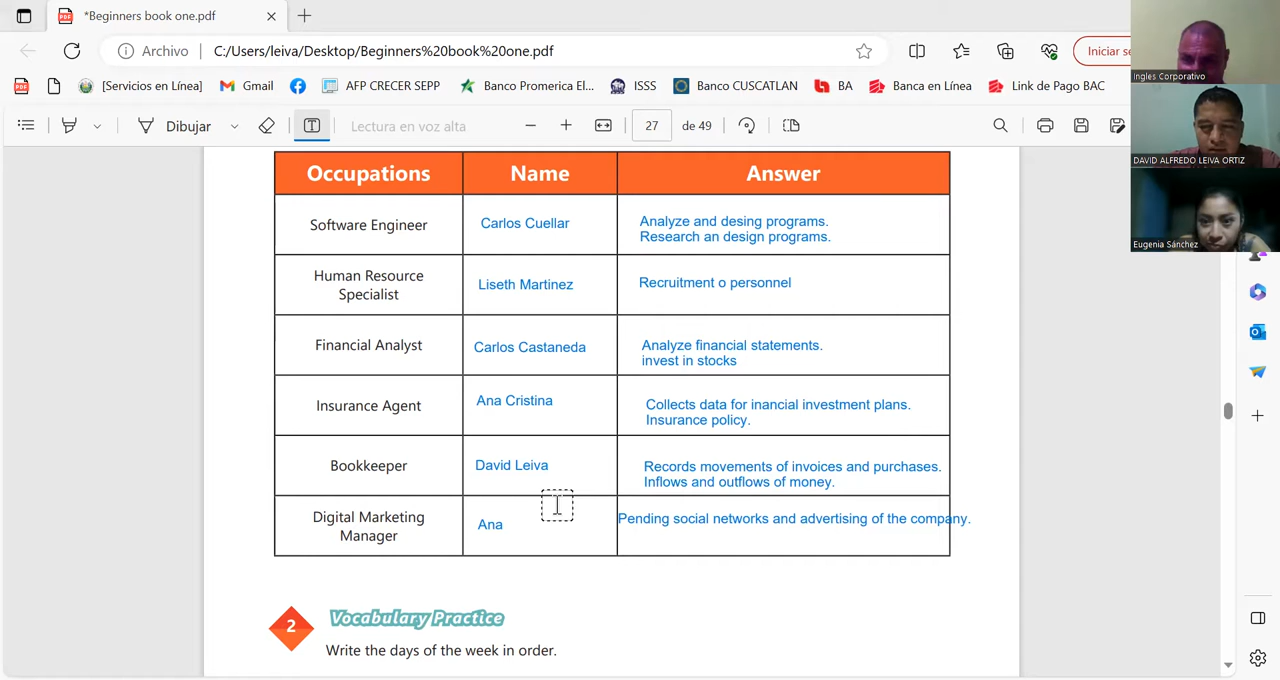 *Beginners book one.pdf
Archivo C:/Users/leiva/Desktop/Beginners%20book%20one.pdf
Iniciar se
[Servicios en Línea] Gmail AFP CRECER SEPP Banco Promerica El... ISSS Banco CUSCATLAN BA Banca en Línea Link de Pago BAC
Dibujar Lectura en voz alta 27 de 49
Ingles Corporativo
DAVID ALFREDO LEIVA ORTIZ
Eugenia Sánchez
Occupations Name Answer
Software Engineer Carlos Cuellar Analyze and desing programs.
Research an design programs.
Human Resource
Specialist Liseth Martinez Recruitment o personnel
Financial Analyst Carlos Castaneda Analyze financial statements.
invest in stocks
Insurance Agent Ana Cristina Collects data for inancial investment plans.
Insurance policy.
Bookkeeper David Leiva Records movements of invoices and purchases.
Inflows and outflows of money.
Digital Marketing
Manager Ana Pending social networks and advertising of the company.
2 Vocabulary Practice
Write the days of the week in order.